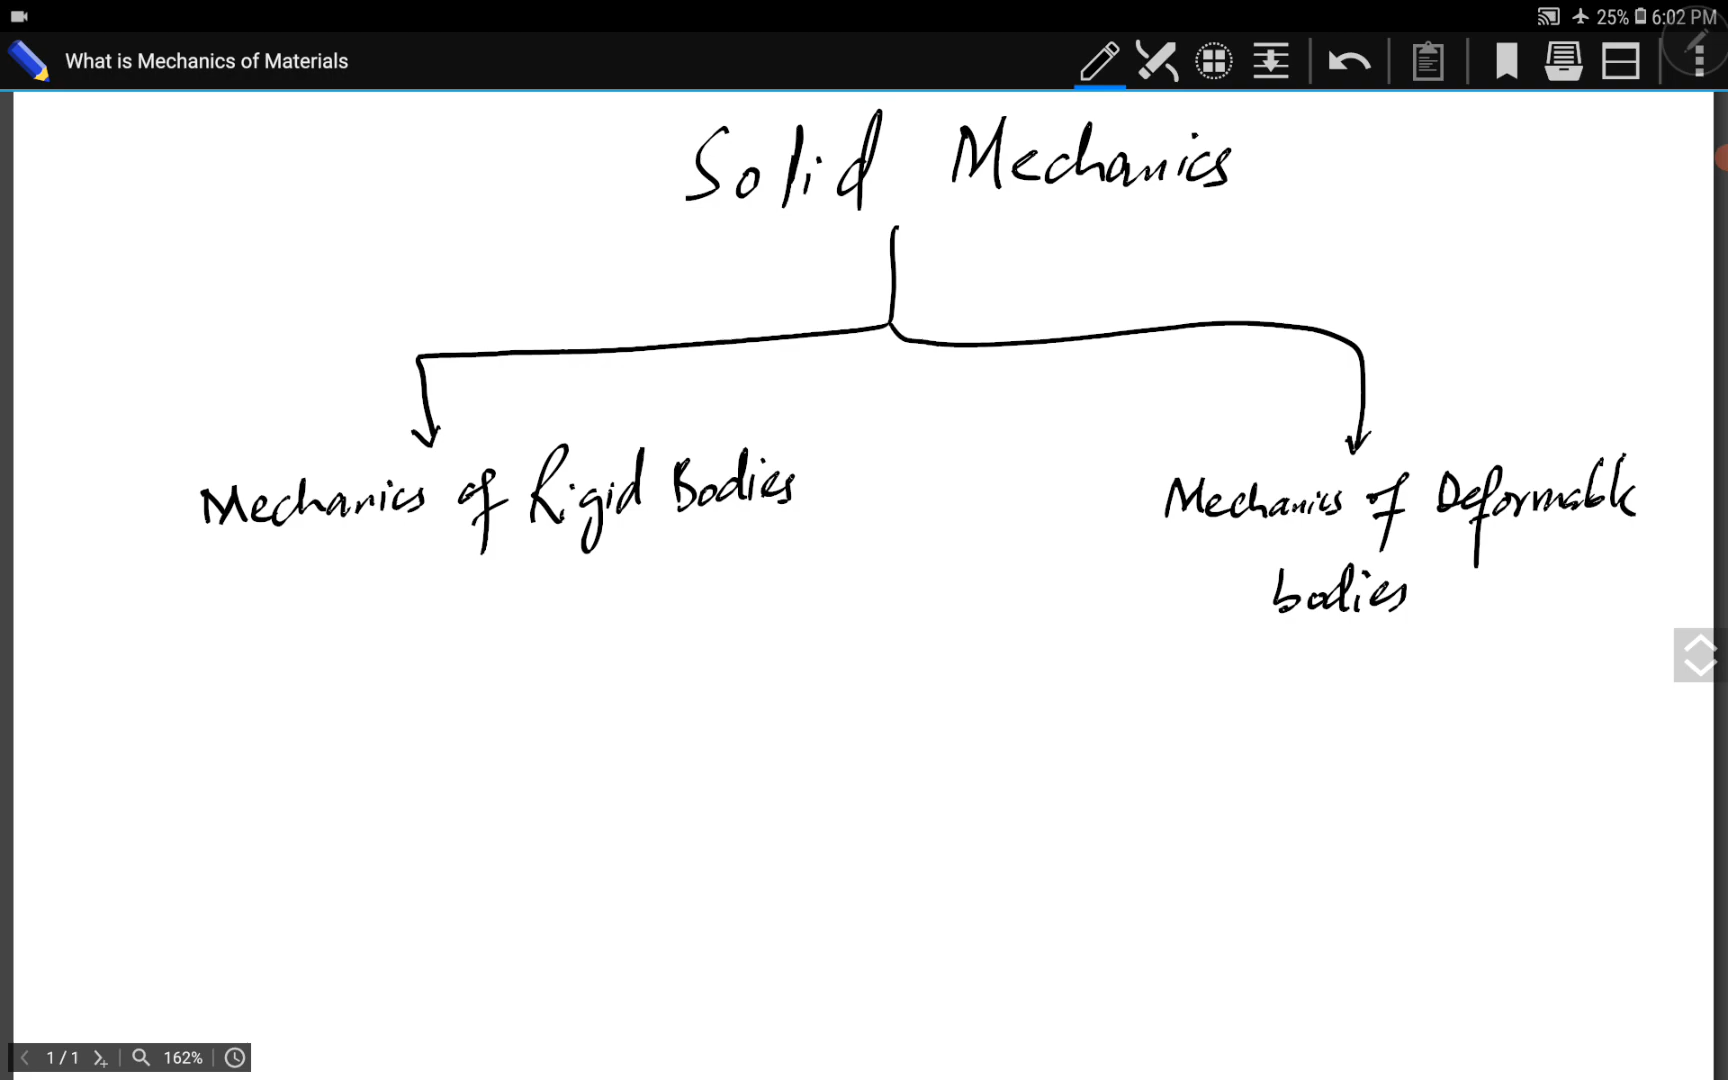 25% 6:02 PM
What is Mechanics of Materials
Solid Mechanics
Mechanics of Rigid Bodies
Mechanics of Deformable
bodies
1 / 1 162%